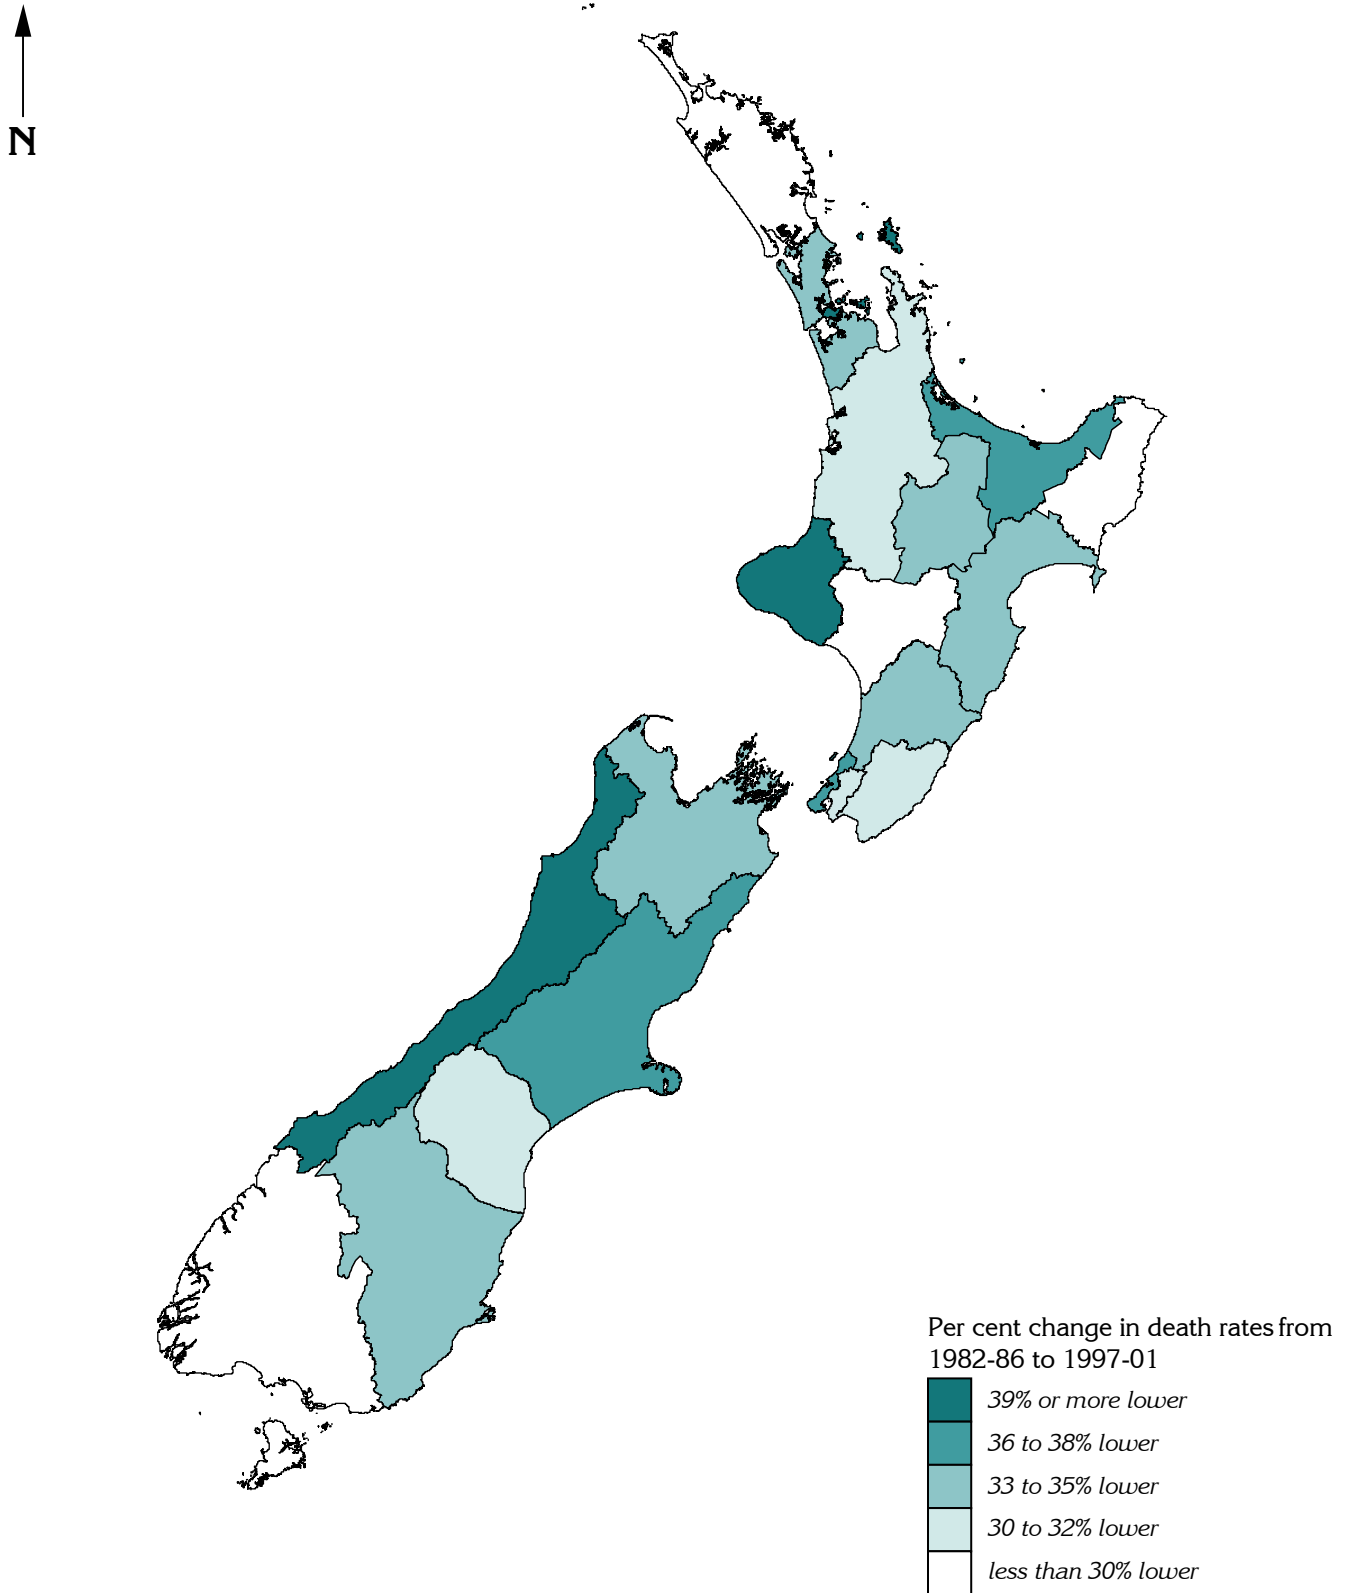 N
Per cent change in death rates from
1982-86 to 1997-01
39% or more lower
36 to 38% lower
33 to 35% lower
30 to 32% lower
less than 30% lower